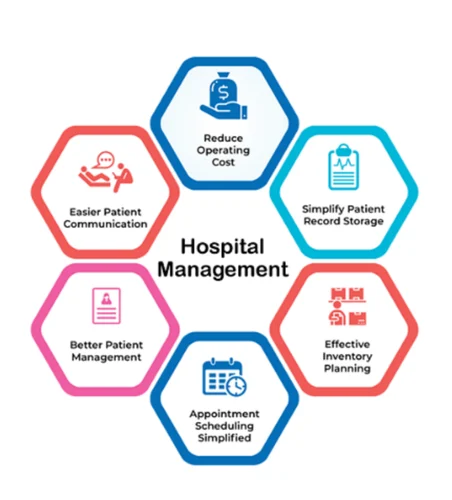 Reduce
Operating
Cost
Easier Patient
Communication
Simplify Patient
Record Storage
Hospital
Management
Better Patient
Management
Effective
Inventory
Planning
Appointment
Scheduling
Simplified
$